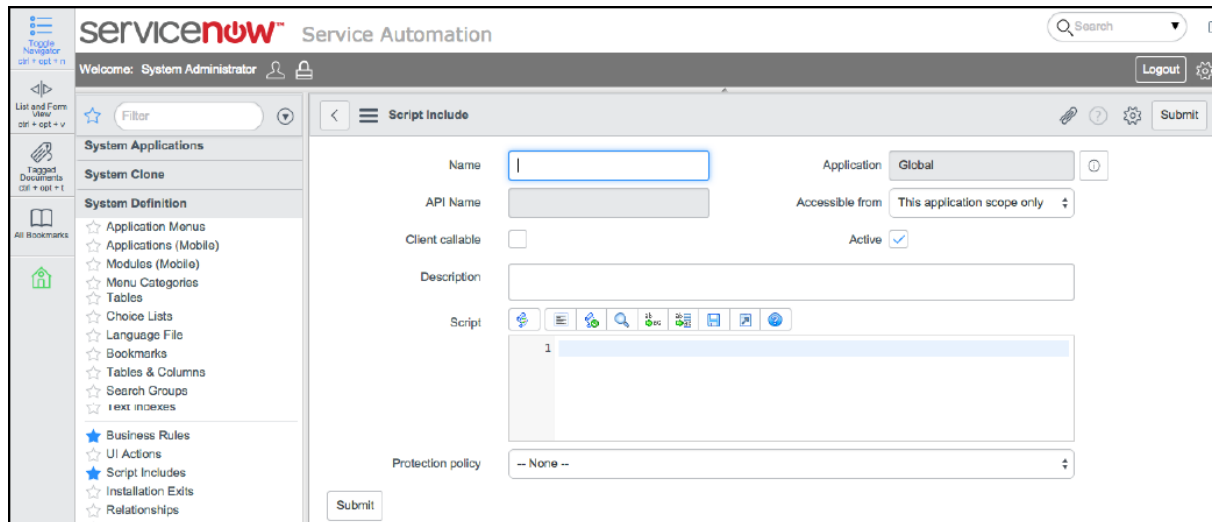 Toggle
Navigator
ctrl + opt + n
List and Form
View
ctrl + opt + v
Tagged
Documents
ctrl + opt + t
All Bookmarks
servicenow™ Service Automation
Search
Welcome: System Administrator
Logout
Filter
System Applications
System Clone
System Definition
Application Menus
Applications (Mobile)
Modules (Mobile)
Menu Categories
Tables
Choice Lists
Language File
Bookmarks
Tables & Columns
Search Groups
Text Indexes
Business Rules
UI Actions
Script Includes
Installation Exits
Relationships
Script Include
Submit
Name
Application Global
API Name
Accessible from This application scope only
Client callable
Active
Description
Script
1
Protection policy -- None --
Submit